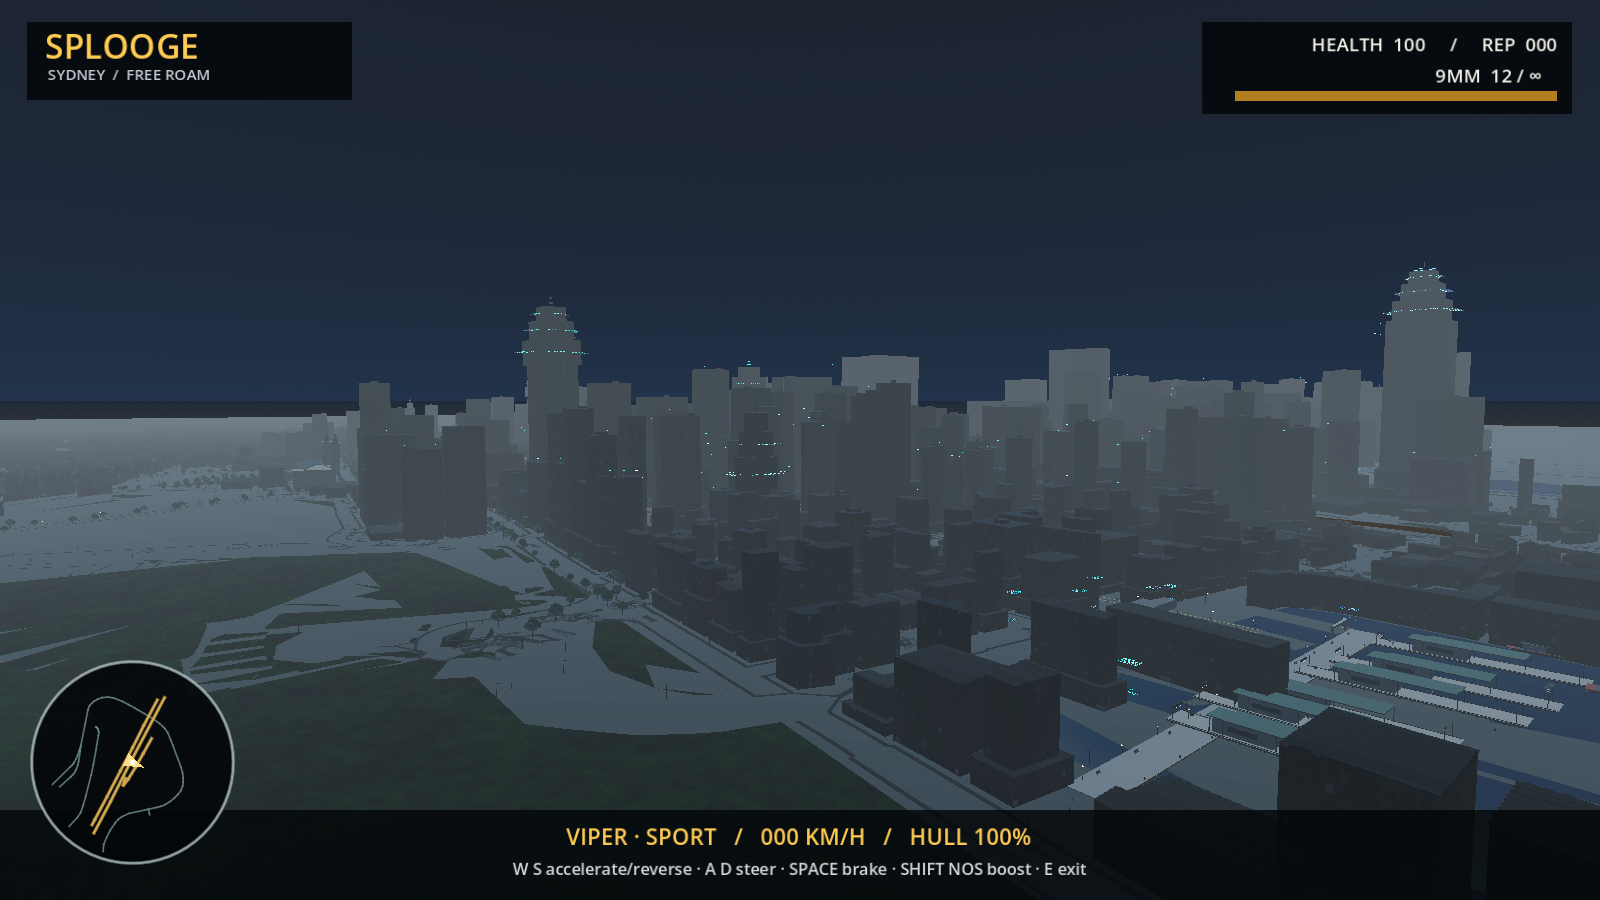 SPLOOGE
SYDNEY / FREE ROAM
HEALTH 100 / REP 000
9MM 12 / ∞
VIPER · SPORT / 000 KM/H / HULL 100%
W S accelerate/reverse · A D steer · SPACE brake · SHIFT NOS boost · E exit